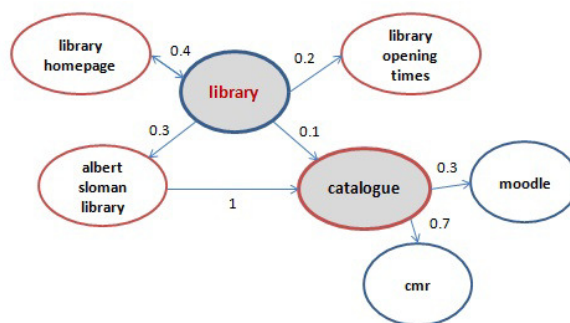 library
homepage
0.4
library
0.2
library
opening
times
0.3
0.1
albert
sloman
library
1
catalogue
0.3
moodle
0.7
cmr